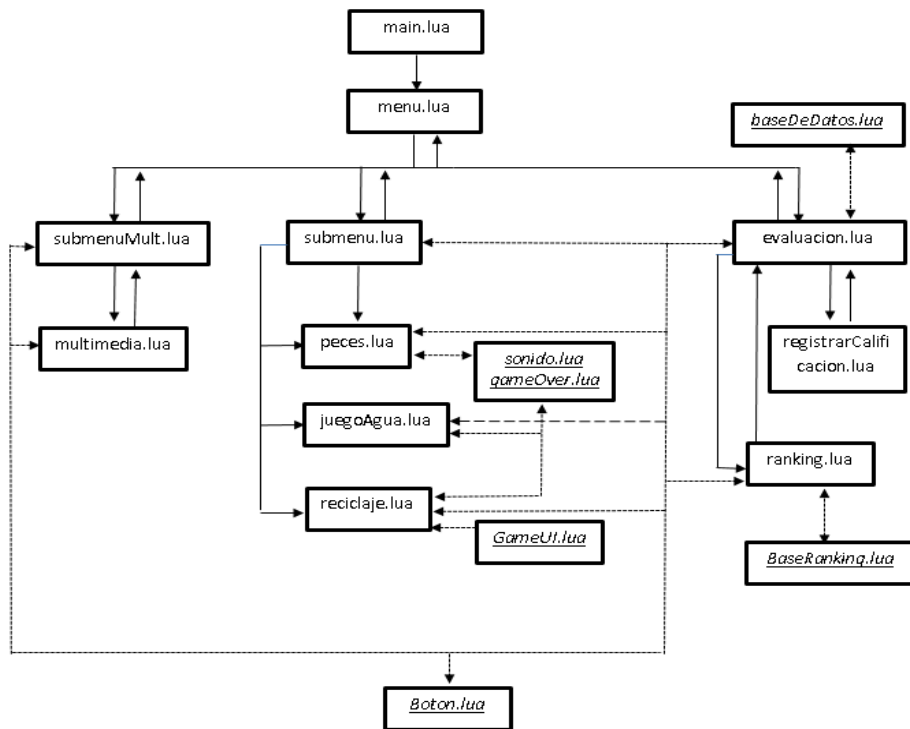 main.lua
menu.lua
baseDeDatos.lua
submenuMult.lua
submenu.lua
evaluacion.lua
multimedia.lua
peces.lua
sonido.lua
gameOver.lua
registrarCalifi
cacion.lua
juegoAgua.lua
ranking.lua
reciclaje.lua
GameUI.lua
BaseRanking.lua
Boton.lua